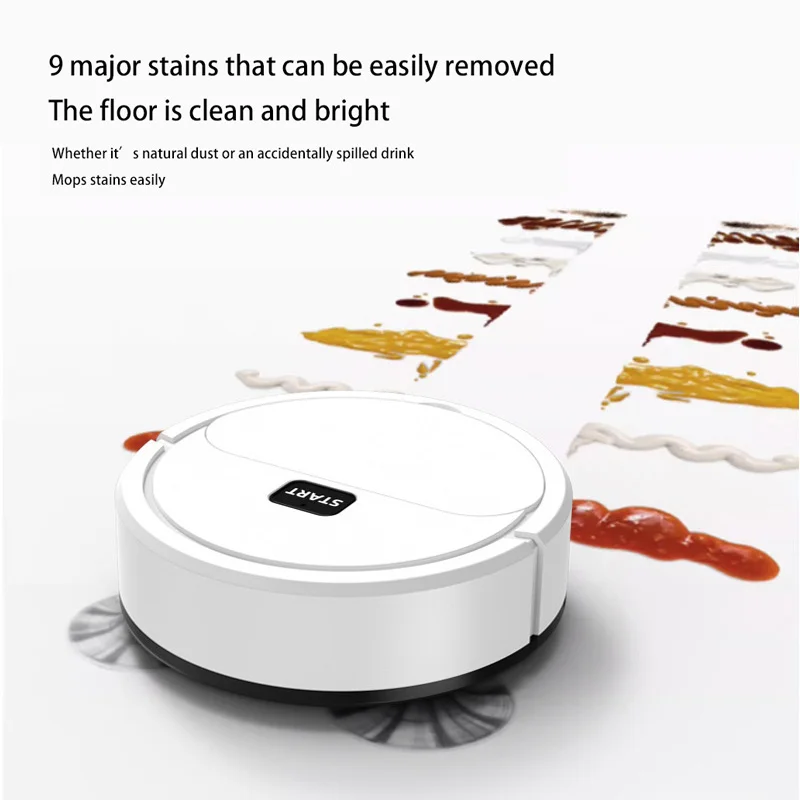 9 major stains that can be easily removed
The floor is clean and bright
Whether it′ s natural dust or an accidentally spilled drink
Mops stains easily
START